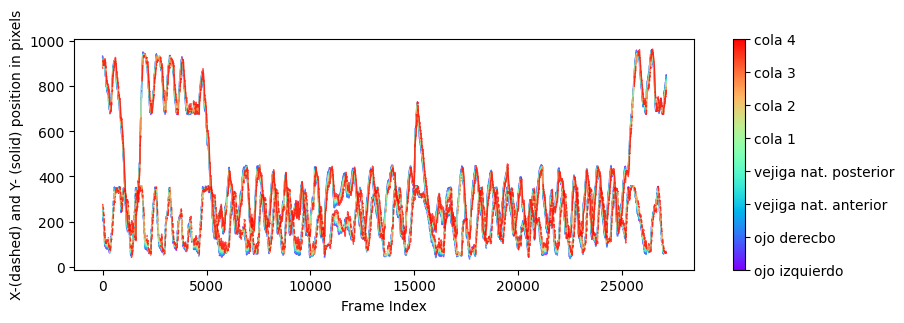 X-(dashed) and Y- (solid) position in pixels
1000
800
600
400
200
0
0 5000 10000 15000 20000 25000
Frame Index
cola 4
cola 3
cola 2
cola 1
vejiga nat. posterior
vejiga nat. anterior
ojo derecbo
ojo izquierdo